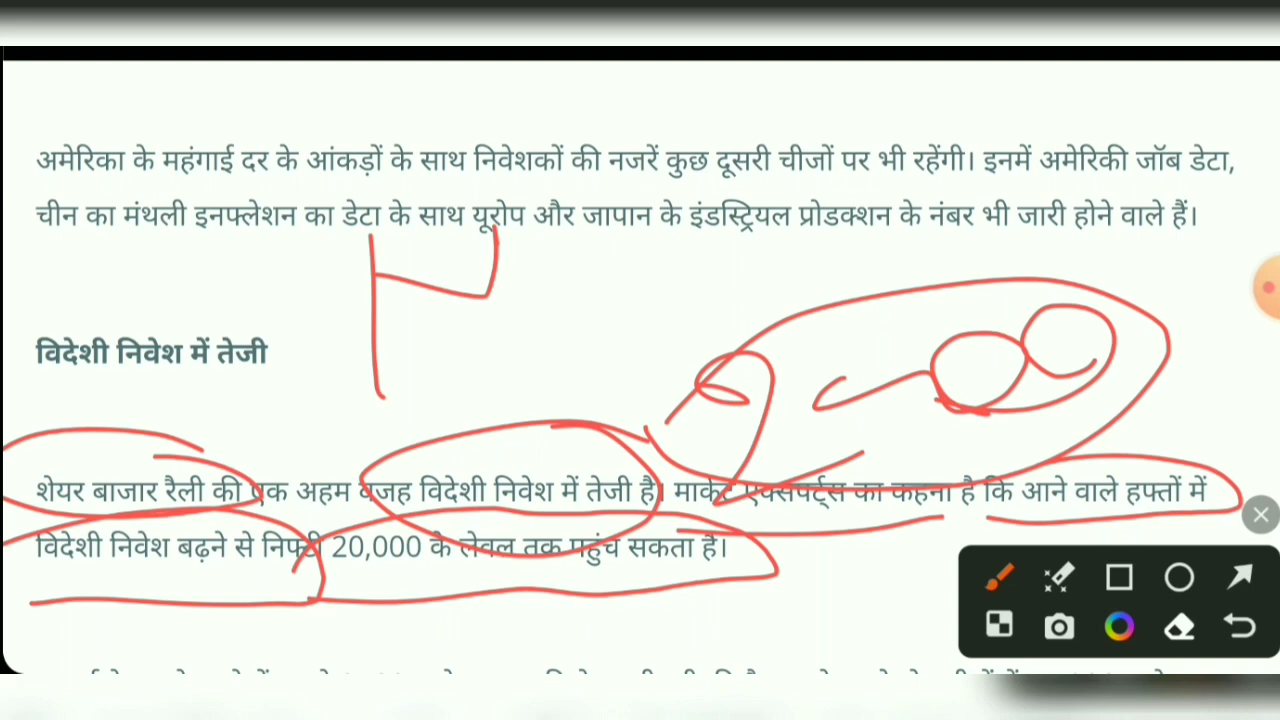 अमेरिका के महंगाई दर के आंकड़ों के साथ निवेशकों की नजरें कुछ दूसरी चीजों पर भी रहेंगी। इनमें अमेरिकी जॉब डेटा,
चीन का मंथली इनफ्लेशन का डेटा के साथ यूरोप और जापान के इंडस्ट्रियल प्रोडक्शन के नंबर भी जारी होने वाले हैं।
विदेशी निवेश में तेजी
शेयर बाजार रैली की एक अहम वजह विदेशी निवेश में तेजी है। मार्केट एक्सपर्ट्स का कहना है कि आने वाले हफ्तों में
विदेशी निवेश बढ़ने से निफ्टी 20,000 के लेवल तक पहुंच सकता है।